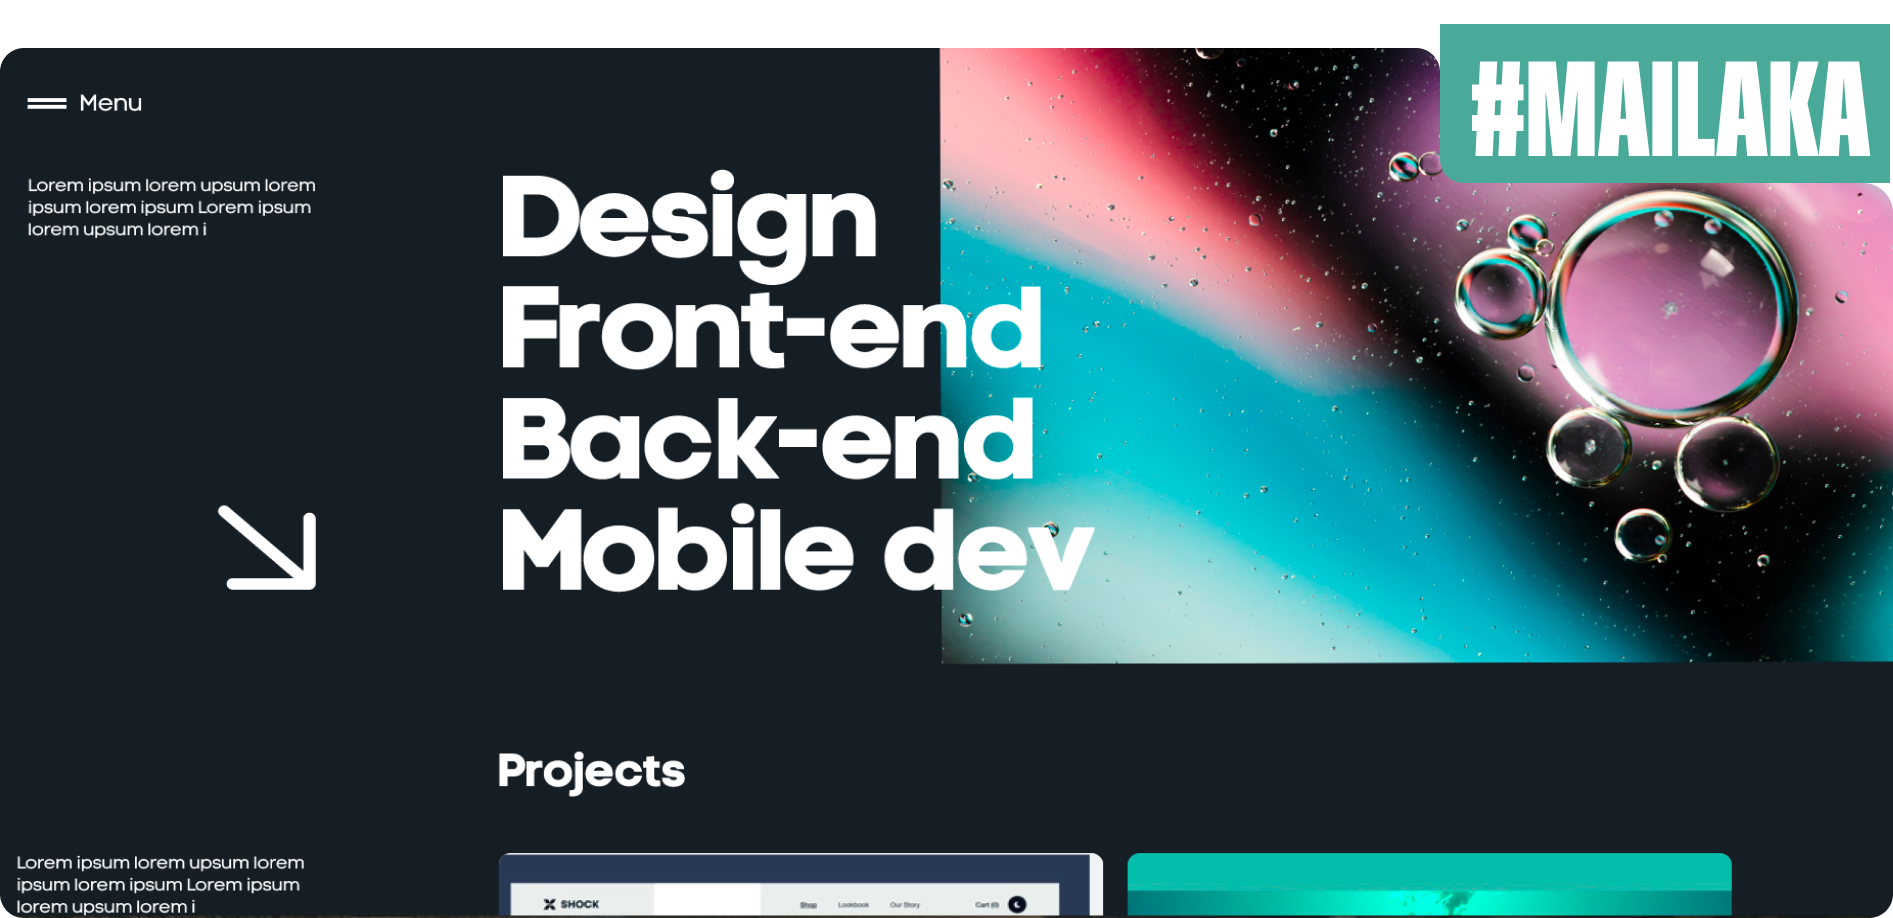 #MAILAKA
Menu
Lorem ipsum lorem upsum lorem
ipsum lorem ipsum Lorem ipsum
lorem upsum lorem i
Design
Front-end
Back-end
Mobile dev
Projects
Lorem ipsum lorem upsum lorem
ipsum lorem ipsum Lorem ipsum
lorem upsum lorem i
SHOCK Shop Lookbook Our Story Cart (0)